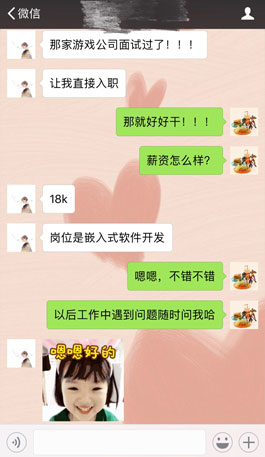 微信
那家游戏公司面试过了！！！
让我直接入职
那就好好干！！！
薪资怎么样？
18k
岗位是嵌入式软件开发
嗯嗯，不错不错
以后工作中遇到问题随时问我哈
嗯嗯好的